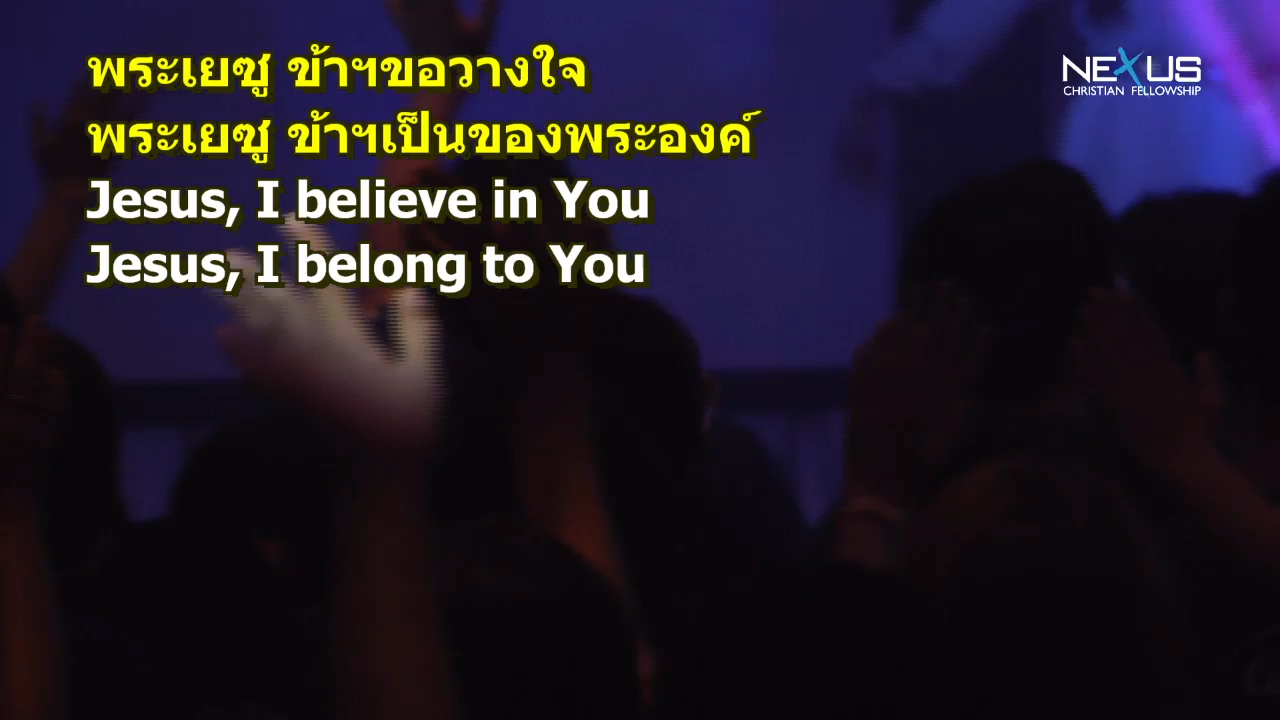 พระเยซู ข้าฯขอวางใจ
พระเยซู ข้าฯเป็นของพระองค์
Jesus, I believe in You
Jesus, I belong to You
NEXUS
CHRISTIAN FELLOWSHIP